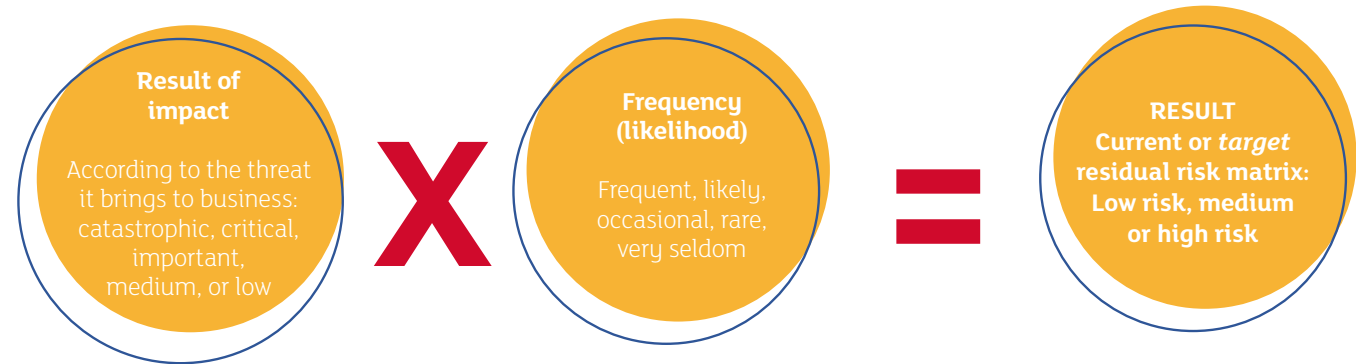 Result of
impact
According to the threat
it brings to business:
catastrophic, critical,
important,
medium, or low
X
Frequency
(likelihood)
Frequent, likely,
occasional, rare,
very seldom
=
RESULT
Current or target
residual risk matrix:
Low risk, medium
or high risk